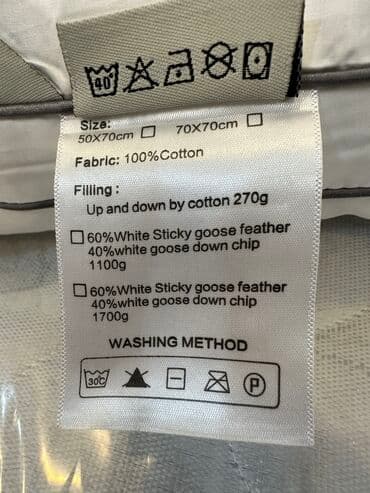 40°
Size:
50X70cm 70X70cm
Fabric: 100%Cotton
Filling :
Up and down by cotton 270g
60%White Sticky goose feather
40%white goose down chip
1100g
60%White Sticky goose feather
40%white goose down chip
1700g
WASHING METHOD
30C P